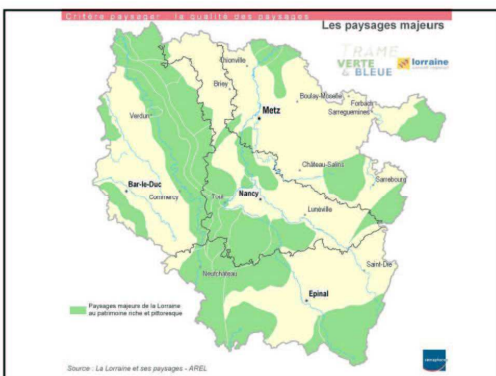 Critère paysager : la qualité des paysages
Les paysages majeurs
TRAME
VERTE
& BLEUE
lorraine
Thionville
Briey
Boulay-Moselle
Forbach
Sarreguemines
Metz
Verdun
Château-Salins
Sarrebourg
Bar-le-Duc
Commercy
Toul
Nancy
Lunéville
Neufchâteau
Saint-Dié
Epinal
Paysages majeurs de la Lorraine
au patrimoine riche et pittoresque
Source : La Lorraine et ses paysages - AREL